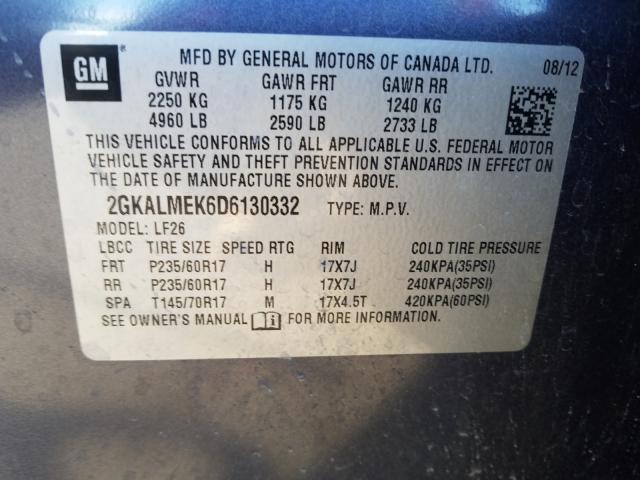 GM
MFD BY GENERAL MOTORS OF CANADA LTD. 08/12
GVWR GAWR FRT GAWR RR
2250 KG 1175 KG 1240 KG
4960 LB 2590 LB 2733 LB
THIS VEHICLE CONFORMS TO ALL APPLICABLE U.S. FEDERAL MOTOR
VEHICLE SAFETY AND THEFT PREVENTION STANDARDS IN EFFECT ON
THE DATE OF MANUFACTURE SHOWN ABOVE.
2GKALMEK6D6130332 TYPE: M.P.V.
MODEL: LF26
LBCC TIRE SIZE SPEED RTG RIM COLD TIRE PRESSURE
FRT P235/60R17 H 17X7J 240KPA(35PSI)
RR P235/60R17 H 17X7J 240KPA(35PSI)
SPA T145/70R17 M 17X4.5T 420KPA(60PSI)
SEE OWNER'S MANUAL FOR MORE INFORMATION.